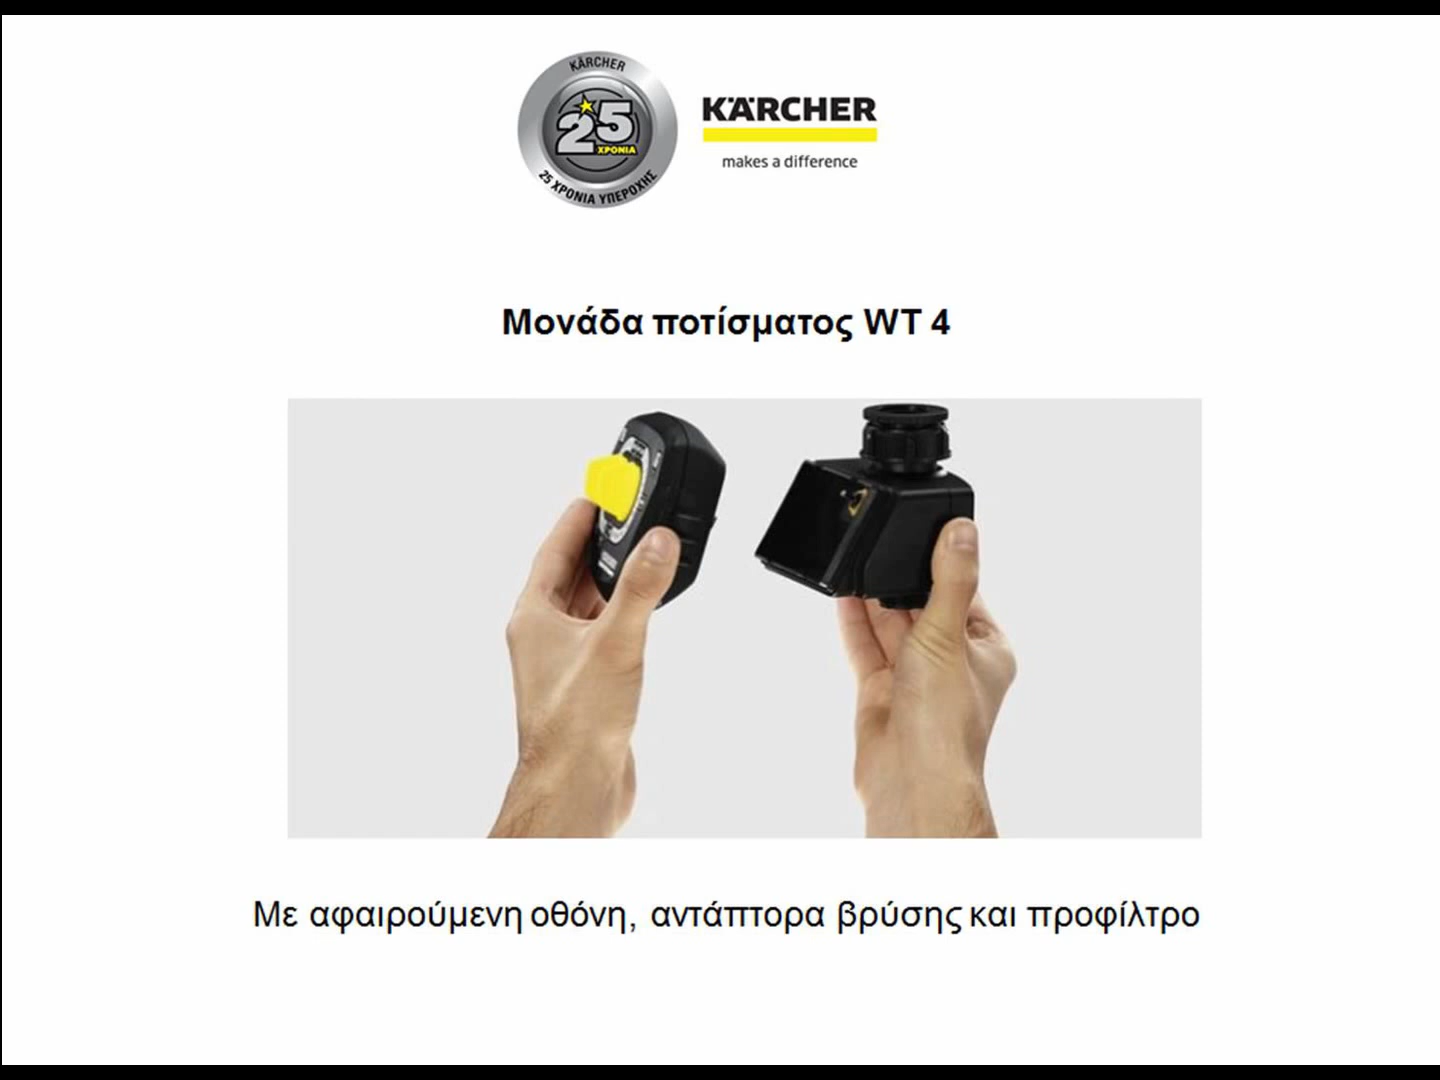 KÄRCHER
25
ΧΡΟΝΙΑ
25 ΧΡΟΝΙΑ ΥΠΕΡΟΧΗΣ
KÄRCHER
makes a difference
Μονάδα ποτίσματος WT 4
Με αφαιρούμενη οθόνη, αντάπτορα βρύσης και προφίλτρο